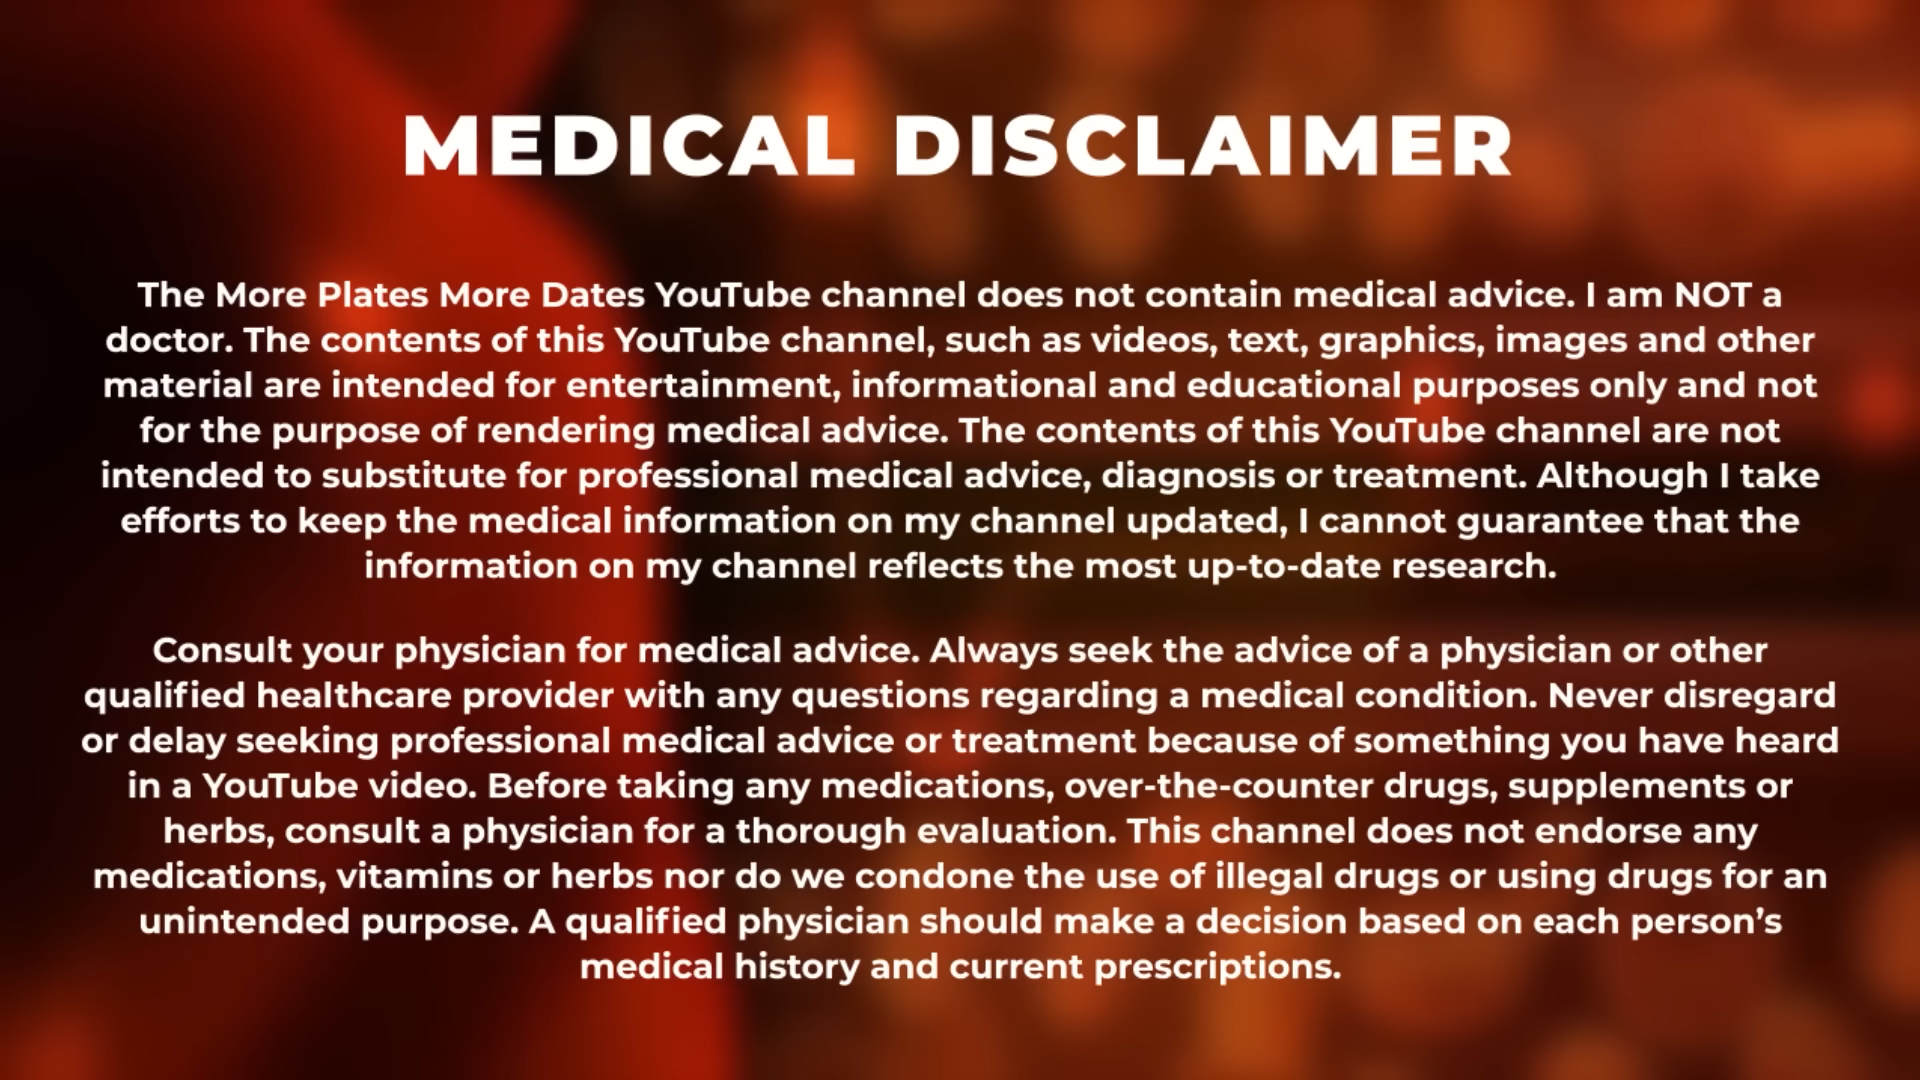 MEDICAL DISCLAIMER
The More Plates More Dates YouTube channel does not contain medical advice. I am NOT a
doctor. The contents of this YouTube channel, such as videos, text, graphics, images and other
material are intended for entertainment, informational and educational purposes only and not
for the purpose of rendering medical advice. The contents of this YouTube channel are not
intended to substitute for professional medical advice, diagnosis or treatment. Although I take
efforts to keep the medical information on my channel updated, I cannot guarantee that the
information on my channel reflects the most up-to-date research.
Consult your physician for medical advice. Always seek the advice of a physician or other
qualified healthcare provider with any questions regarding a medical condition. Never disregard
or delay seeking professional medical advice or treatment because of something you have heard
in a YouTube video. Before taking any medications, over-the-counter drugs, supplements or
herbs, consult a physician for a thorough evaluation. This channel does not endorse any
medications, vitamins or herbs nor do we condone the use of illegal drugs or using drugs for an
unintended purpose. A qualified physician should make a decision based on each person’s
medical history and current prescriptions.